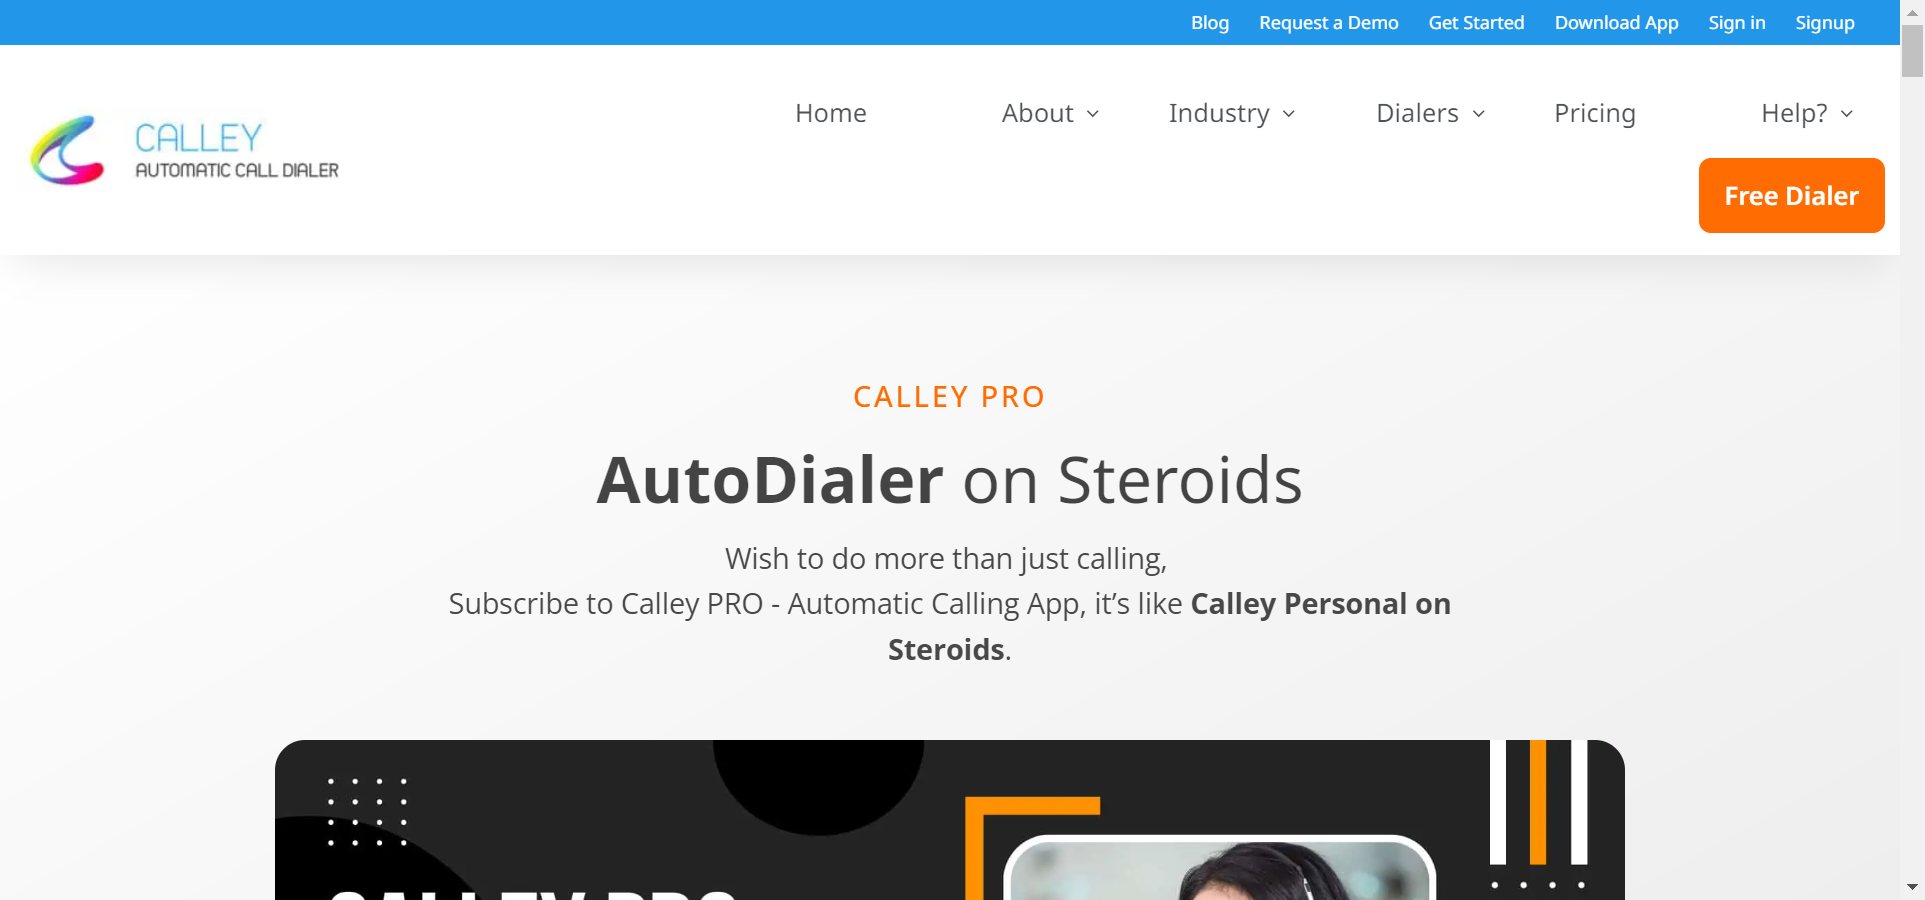 Blog Request a Demo Get Started Download App Sign in Signup
Home About Industry Dialers Pricing Help?
CALLEY
AUTOMATIC CALL DIALER
Free Dialer
CALLEY PRO
AutoDialer on Steroids
Wish to do more than just calling,
Subscribe to Calley PRO - Automatic Calling App, it’s like Calley Personal on
Steroids.
CALLEY PRO